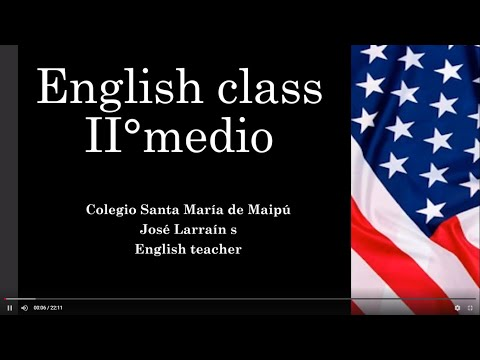 English class
II°medio
Colegio Santa María de Maipú
José Larraín s
English teacher
00:06 / 22:11